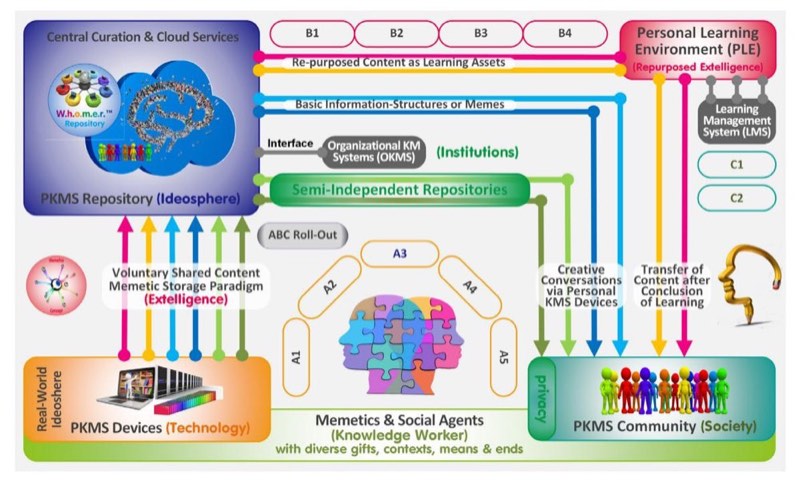 Central Curation & Cloud Services
W.h.o.m.e.r.™
Repository
PKMS Repository (Ideosphere)
B1
B2
B3
B4
Personal Learning
Environment (PLE)
(Repurposed Extelligence)
Re-purposed Content as Learning Assets
Basic Information-Structures or Memes
Interface
Organizational KM
Systems (OKMS)
(Institutions)
Semi-Independent Repositories
Learning
Management
System (LMS)
C1
C2
ABC Roll-Out
Voluntary Shared Content
Memetic Storage Paradigm
(Extelligence)
A1
A2
A3
A4
A5
Creative
Conversations
via Personal
KMS Devices
Transfer of
Content after
Conclusion
of Learning
Real-World
Ideoshere
PKMS Devices (Technology)
Memetics & Social Agents
(Knowledge Worker)
with diverse gifts, contexts, means & ends
privacy
PKMS Community (Society)